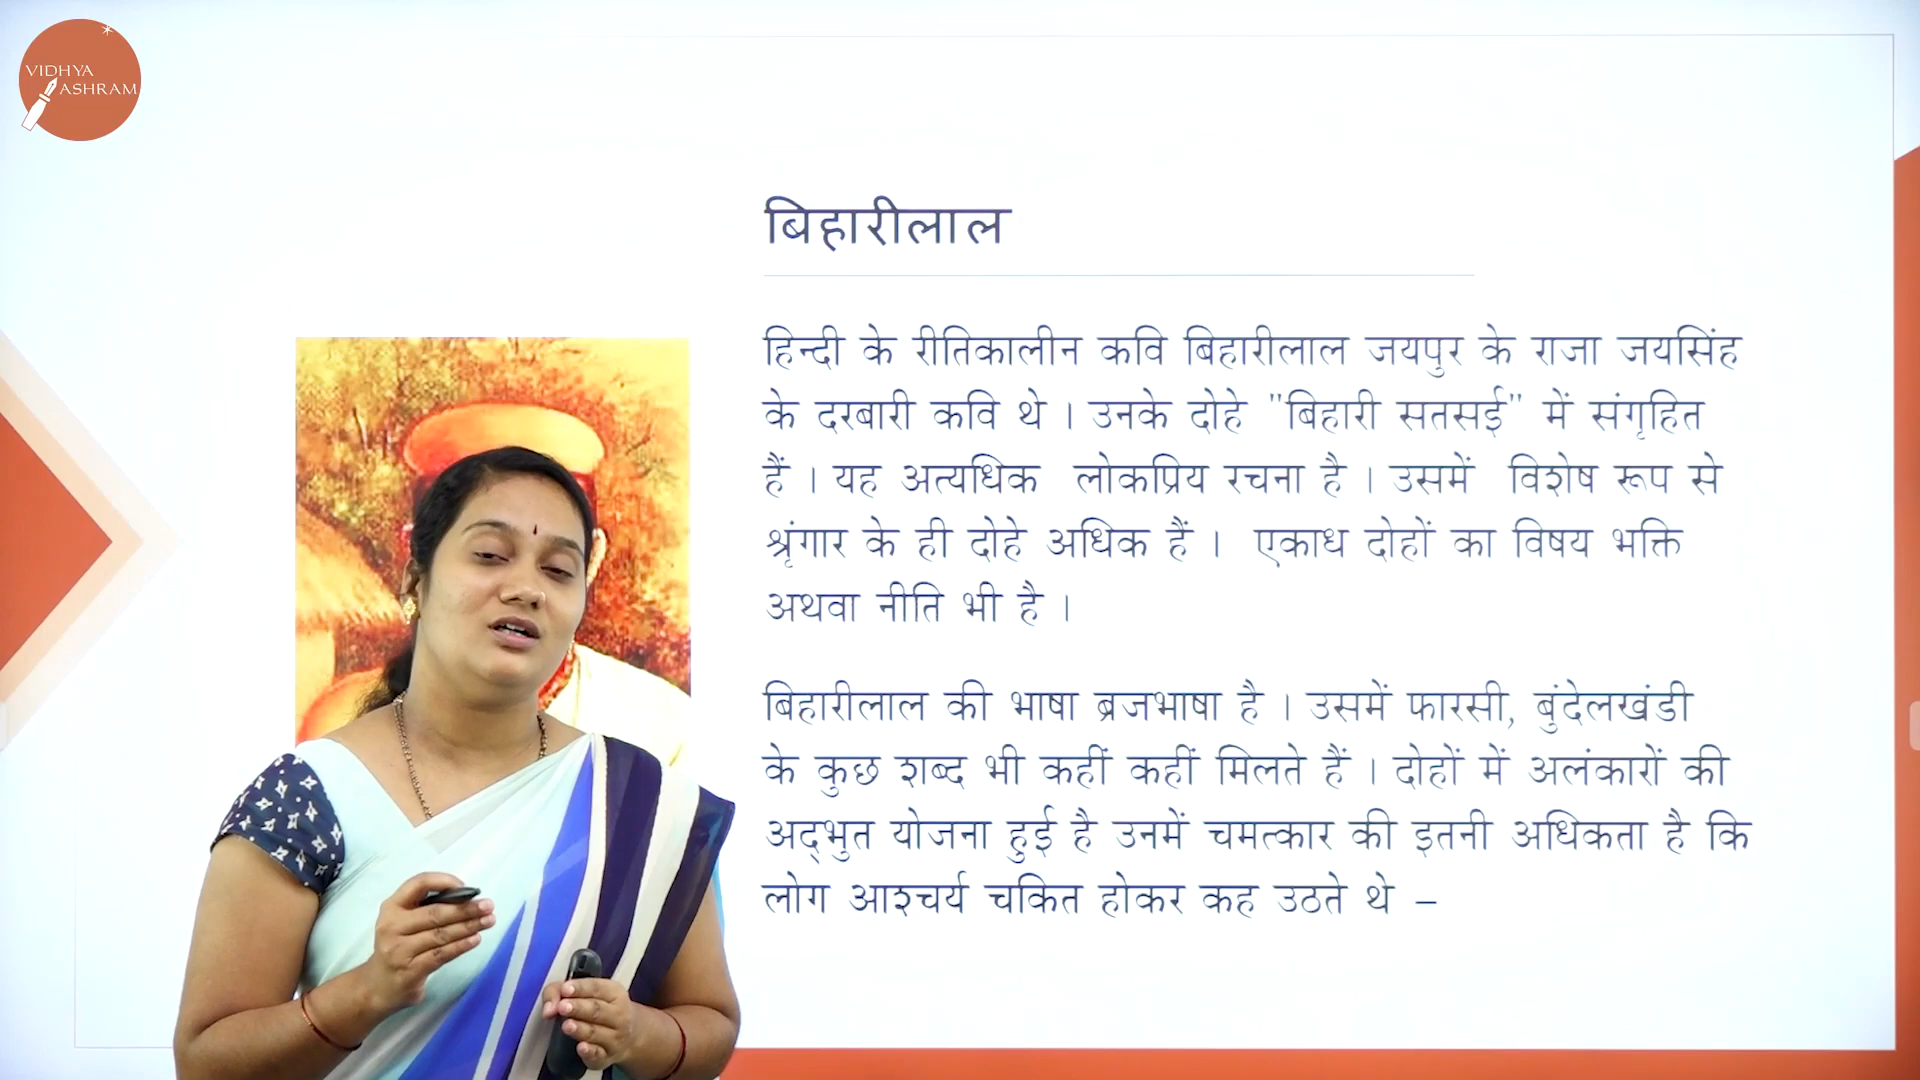 VIDHYA
ASHRAM
बिहारीलाल
हिन्दी के रीतिकालीन कवि बिहारीलाल जयपुर के राजा जयसिंह
के दरबारी कवि थे । उनके दोहे "बिहारी सतसई" में संगृहित
हैं । यह अत्यधिक लोकप्रिय रचना है । उसमें विशेष रूप से
श्रृंगार के ही दोहे अधिक हैं । एकाध दोहों का विषय भक्ति
अथवा नीति भी है ।
बिहारीलाल की भाषा ब्रजभाषा है । उसमें फारसी, बुंदेलखंडी
के कुछ शब्द भी कहीं कहीं मिलते हैं । दोहों में अलंकारों की
अद्‌भुत योजना हुई है उनमें चमत्कार की इतनी अधिकता है कि
लोग आश्चर्य चकित होकर कह उठते थे –